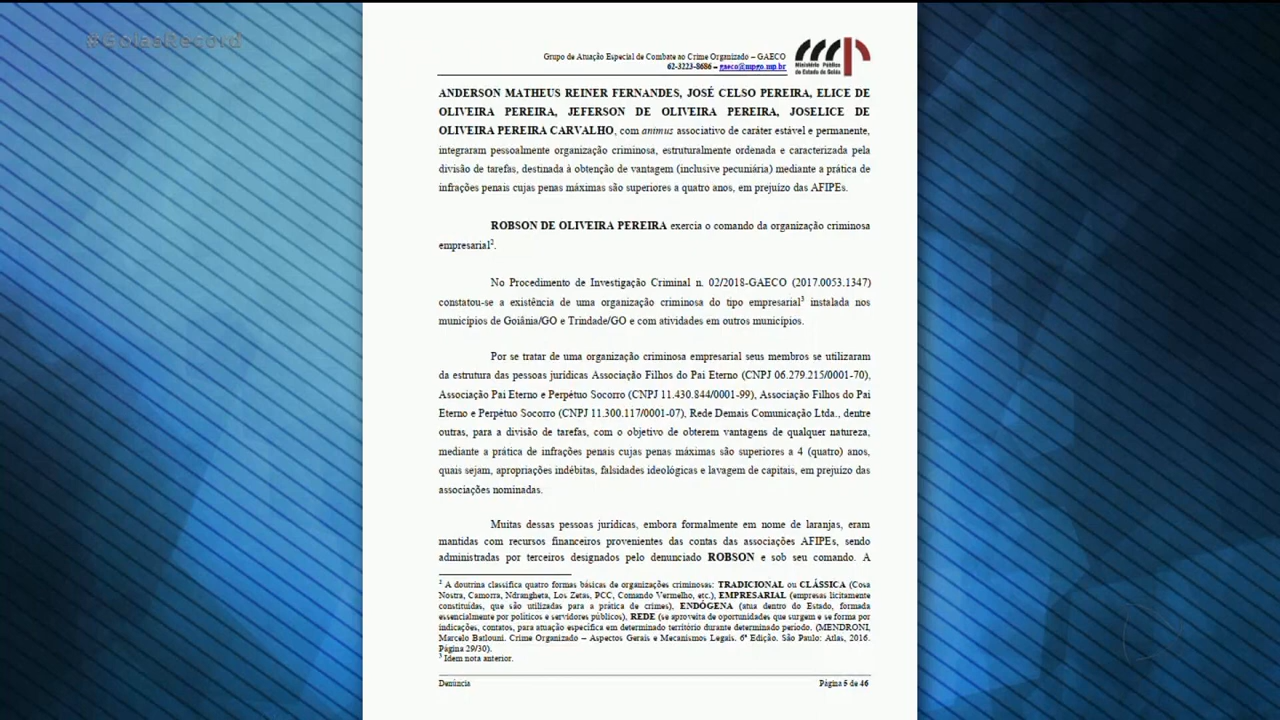 #GoiásRecord
Grupo de Atuação Especial de Combate ao Crime Organizado – GAECO
62-3223-8686 – gaeco@mpgo.mp.br
Ministério Público
do Estado de Goiás
ANDERSON MATHEUS REINER FERNANDES, JOSÉ CELSO PEREIRA, ELICE DE
OLIVEIRA PEREIRA, JEFERSON DE OLIVEIRA PEREIRA, JOSELICE DE
OLIVEIRA PEREIRA CARVALHO, com animus associativo de caráter estável e permanente,
integraram pessoalmente organização criminosa, estruturalmente ordenada e caracterizada pela
divisão de tarefas, destinada à obtenção de vantagem (inclusive pecuniária) mediante a prática de
infrações penais cujas penas máximas são superiores a quatro anos, em prejuízo das AFIPEs.
ROBSON DE OLIVEIRA PEREIRA exercia o comando da organização criminosa
empresarial².
No Procedimento de Investigação Criminal n. 02/2018-GAECO (2017.0053.1347)
constatou-se a existência de uma organização criminosa do tipo empresarial³ instalada nos
municípios de Goiânia/GO e Trindade/GO e com atividades em outros municípios.
Por se tratar de uma organização criminosa empresarial seus membros se utilizaram
da estrutura das pessoas jurídicas Associação Filhos do Pai Eterno (CNPJ 06.279.215/0001-70),
Associação Pai Eterno e Perpétuo Socorro (CNPJ 11.430.844/0001-99), Associação Filhos do Pai
Eterno e Perpétuo Socorro (CNPJ 11.300.117/0001-07), Rede Demais Comunicação Ltda., dentre
outras, para a divisão de tarefas, com o objetivo de obterem vantagens de qualquer natureza,
mediante a prática de infrações penais cujas penas máximas são superiores a 4 (quatro) anos,
quais sejam, apropriações indébitas, falsidades ideológicas e lavagem de capitais, em prejuízo das
associações nominadas.
Muitas dessas pessoas jurídicas, embora formalmente em nome de laranjas, eram
mantidas com recursos financeiros provenientes das contas das associações AFIPEs, sendo
administradas por terceiros designados pelo denunciado ROBSON e sob seu comando. A
² A doutrina classifica quatro formas básicas de organizações criminosas: TRADICIONAL ou CLÁSSICA (Cosa
Nostra, Camorra, Ndrangheta, Los Zetas, PCC, Comando Vermelho, etc.), EMPRESARIAL (empresas licitamente
constituídas, que são utilizadas para a prática de crimes), ENDÓGENA (atua dentro do Estado, formada
essencialmente por políticos e servidores públicos), REDE (se aproveita de oportunidades que surgem e se forma por
indicações, contatos, para atuação específica em determinado território durante determinado período. (MENDRONI,
Marcelo Batlouni. Crime Organizado – Aspectos Gerais e Mecanismos Legais. 6ª Edição. São Paulo: Atlas, 2016.
Página 29/30).
³ Idem nota anterior.
Denúncia
Página 5 de 46